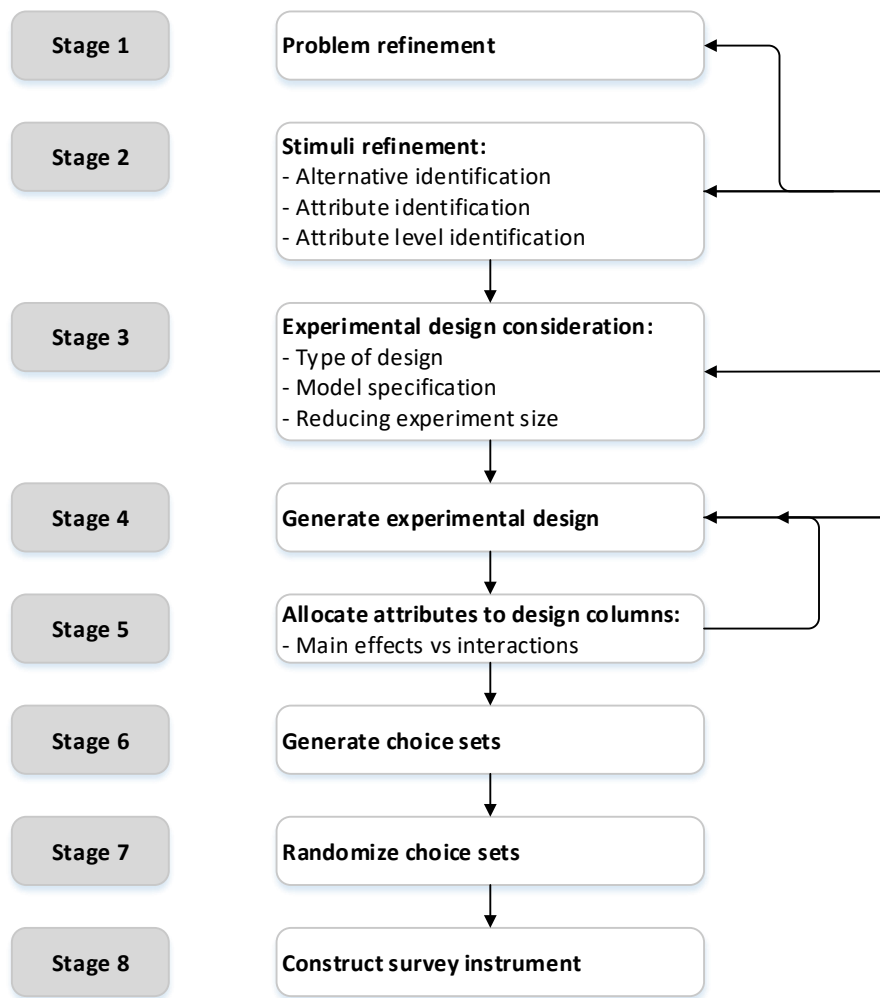 Stage 1
Problem refinement
Stage 2
Stimuli refinement:
- Alternative identification
- Attribute identification
- Attribute level identification
Stage 3
Experimental design consideration:
- Type of design
- Model specification
- Reducing experiment size
Stage 4
Generate experimental design
Stage 5
Allocate attributes to design columns:
- Main effects vs interactions
Stage 6
Generate choice sets
Stage 7
Randomize choice sets
Stage 8
Construct survey instrument